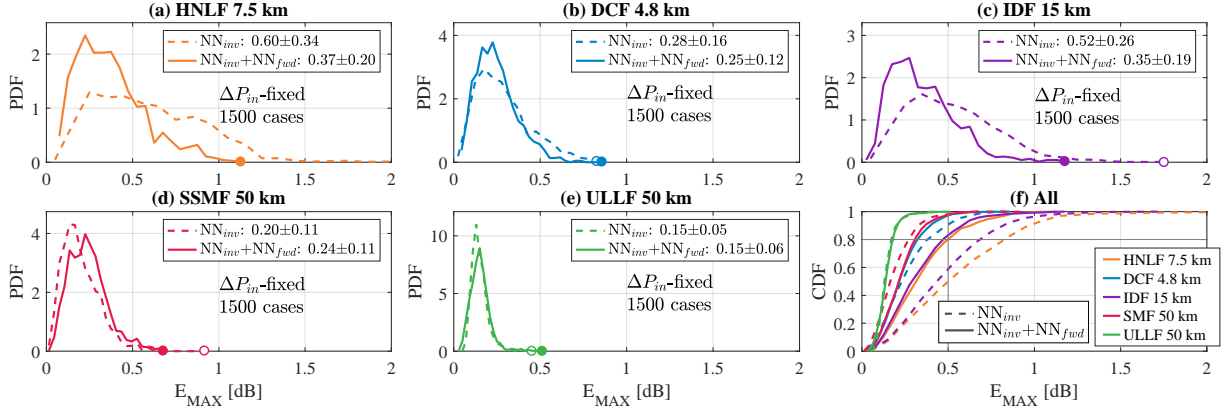 (a) HNLF 7.5 km
PDF
2
1
0
NN_inv: 0.60±0.34
NN_inv+NN_fwd: 0.37±0.20
ΔP_in-fixed
1500 cases
0 0.5 1 1.5 2
(b) DCF 4.8 km
PDF
4
2
0
NN_inv: 0.28±0.16
NN_inv+NN_fwd: 0.25±0.12
ΔP_in-fixed
1500 cases
0 0.5 1 1.5 2
(c) IDF 15 km
PDF
3
2
1
0
NN_inv: 0.52±0.26
NN_inv+NN_fwd: 0.35±0.19
ΔP_in-fixed
1500 cases
0 0.5 1 1.5 2
(d) SSMF 50 km
PDF
4
2
0
NN_inv: 0.20±0.11
NN_inv+NN_fwd: 0.24±0.11
ΔP_in-fixed
1500 cases
0 0.5 1 1.5 2
E_MAX [dB]
(e) ULLF 50 km
PDF
10
5
0
NN_inv: 0.15±0.05
NN_inv+NN_fwd: 0.15±0.06
ΔP_in-fixed
1500 cases
0 0.5 1 1.5 2
E_MAX [dB]
(f) All
CDF
1
0.8
0.6
0.4
0.2
0
NN_inv
NN_inv+NN_fwd
HNLF 7.5 km
DCF 4.8 km
IDF 15 km
SMF 50 km
ULLF 50 km
0 0.5 1 1.5 2
E_MAX [dB]